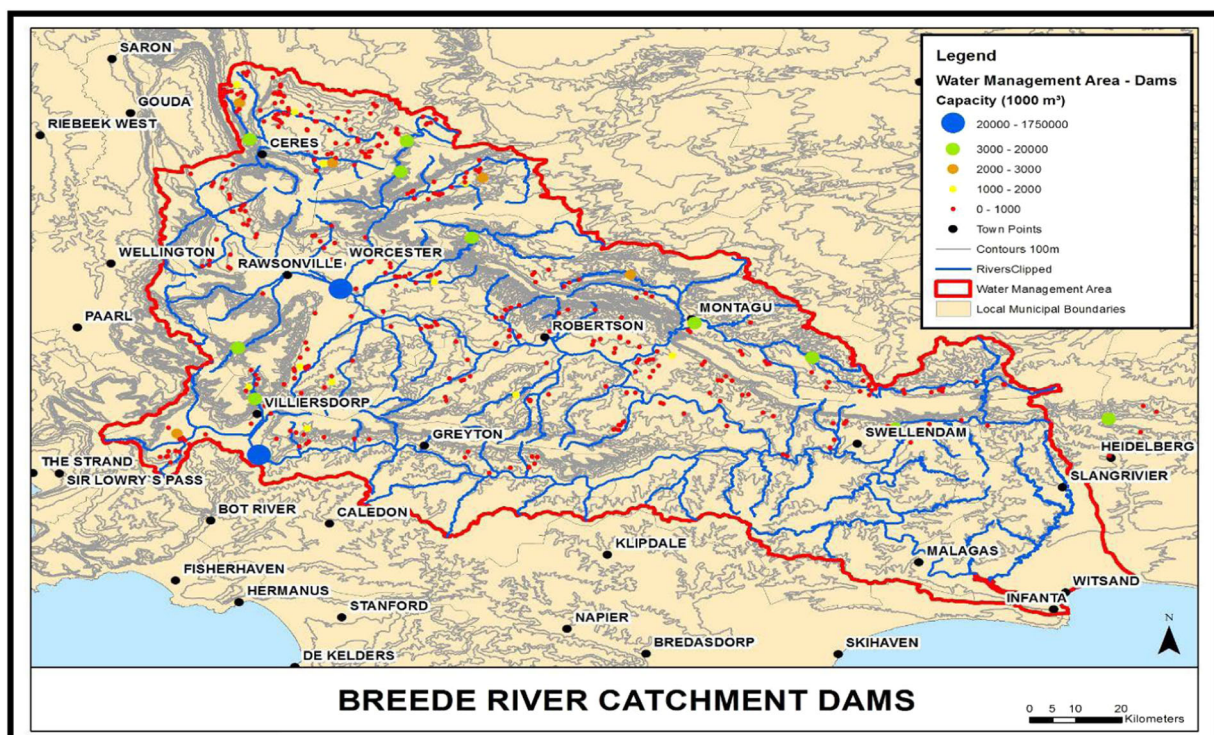 SARON
GOUDA
RIEBEEK WEST
CERES
WELLINGTON
RAWSONVILLE
WORCESTER
PAARL
ROBERTSON
MONTAGU
VILLIERSDORP
GREYTON
SWELLENDAM
HEIDELBERG
THE STRAND
SIR LOWRY'S PASS
SLANGRIVIER
BOT RIVER
CALEDON
KLIPDALE
MALAGAS
FISHERHAVEN
WITSAND
HERMANUS
INFANTA
STANFORD
NAPIER
BREDASDORP
SKIHAVEN
DE KELDERS
Legend
Water Management Area - Dams
Capacity (1000 m³)
20000 - 1750000
3000 - 20000
2000 - 3000
1000 - 2000
0 - 1000
Town Points
Contours 100m
RiversClipped
Water Management Area
Local Municipal Boundaries
N
BREEDE RIVER CATCHMENT DAMS
0 5 10 20
Kilometers